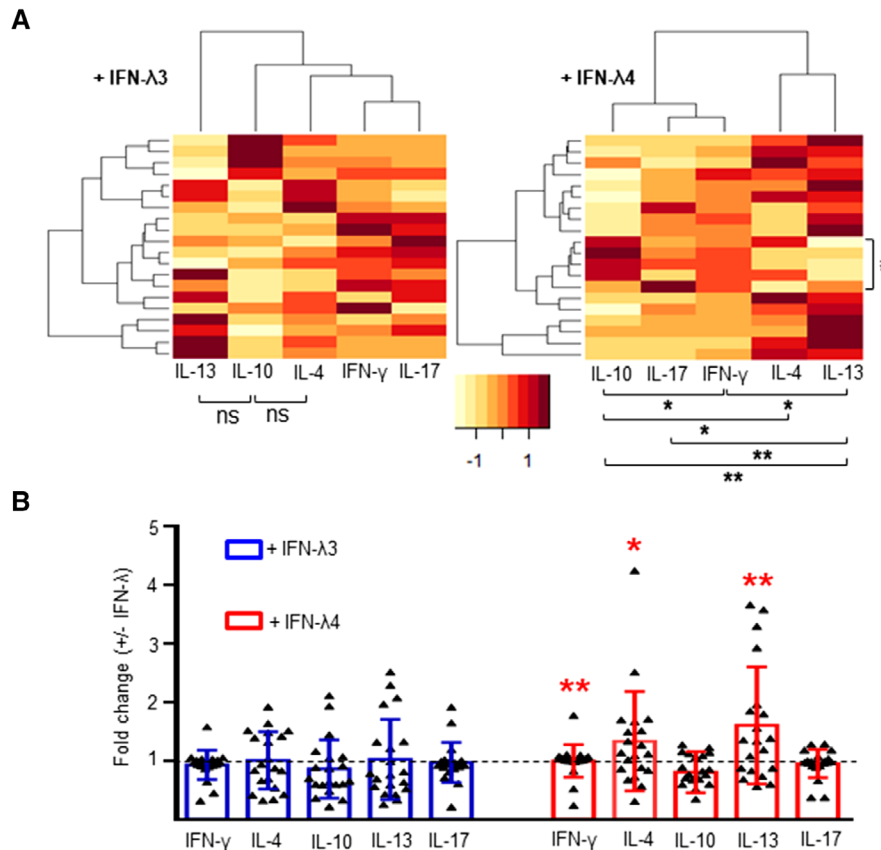 A
+ IFN-λ3
+ IFN-λ4
IL-13 IL-10 IL-4 IFN-γ IL-17
IL-10 IL-17 IFN-γ IL-4 IL-13
ns ns
* *
*
**
**
-1 1
B
Fold change (+/- IFN-λ)
5
4
3
2
1
+ IFN-λ3
+ IFN-λ4
** * **
IFN-γ IL-4 IL-10 IL-13 IL-17
IFN-γ IL-4 IL-10 IL-13 IL-17